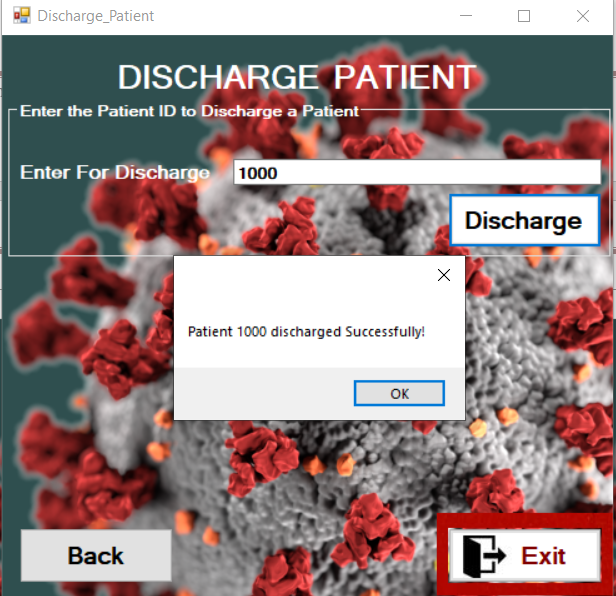 Discharge_Patient
DISCHARGE PATIENT
Enter the Patient ID to Discharge a Patient
Enter For Discharge
1000
Discharge
Patient 1000 discharged Successfully!
OK
Back
Exit